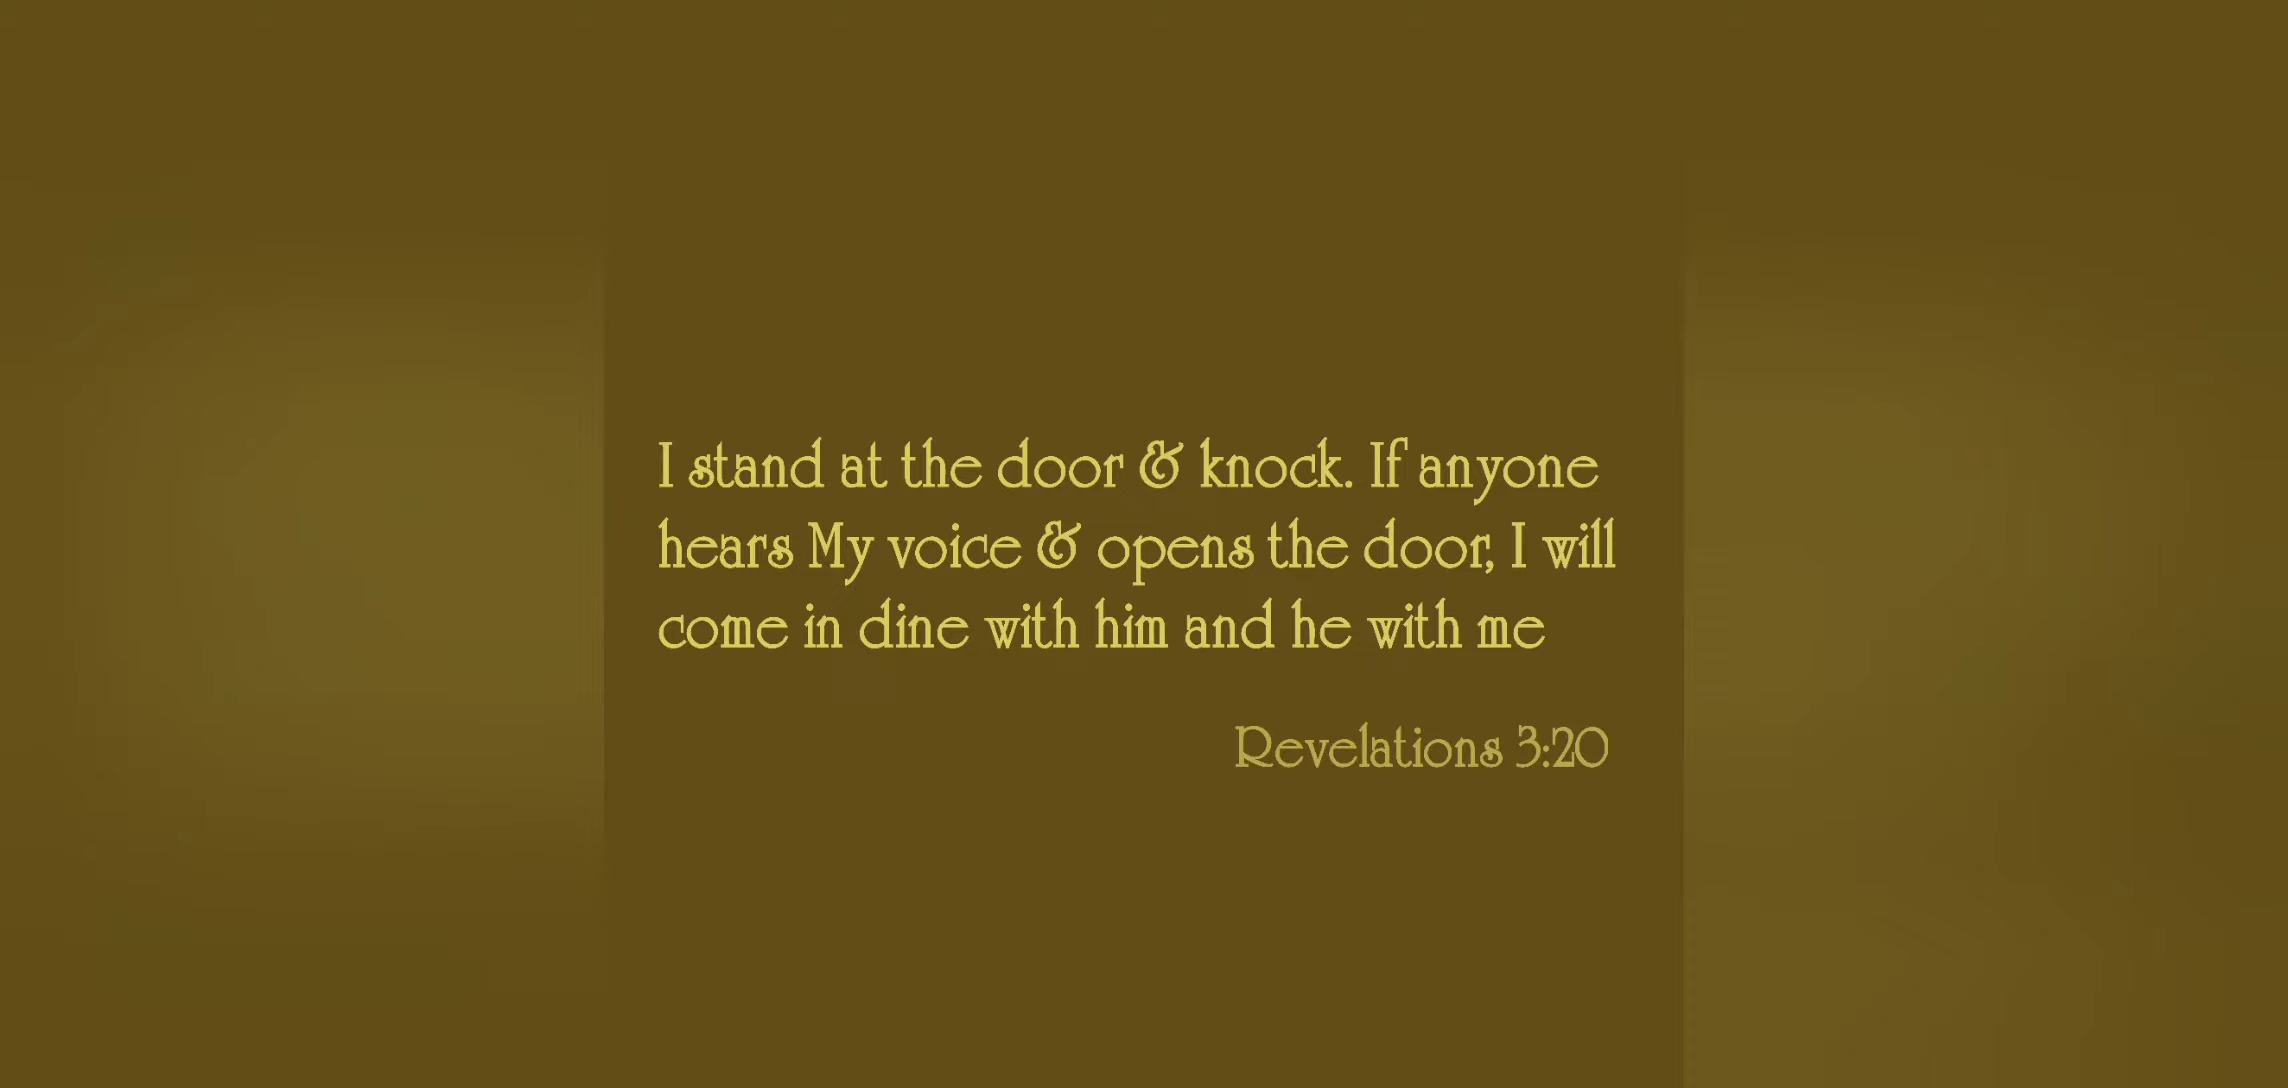 I stand at the door & knock. If anyone
hears My voice & opens the door, I will
come in dine with him and he with me
Revelations 3:20